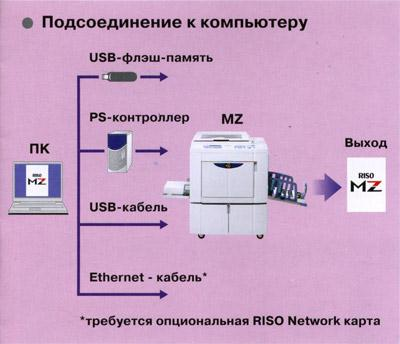 Подсоединение к компьютеру
USB-флэш-память
PS-контроллер
MZ
ПК
Выход
RISO
MZ
RISO
MZ
USB-кабель
Ethernet - кабель*
*требуется опциональная RISO Network карта